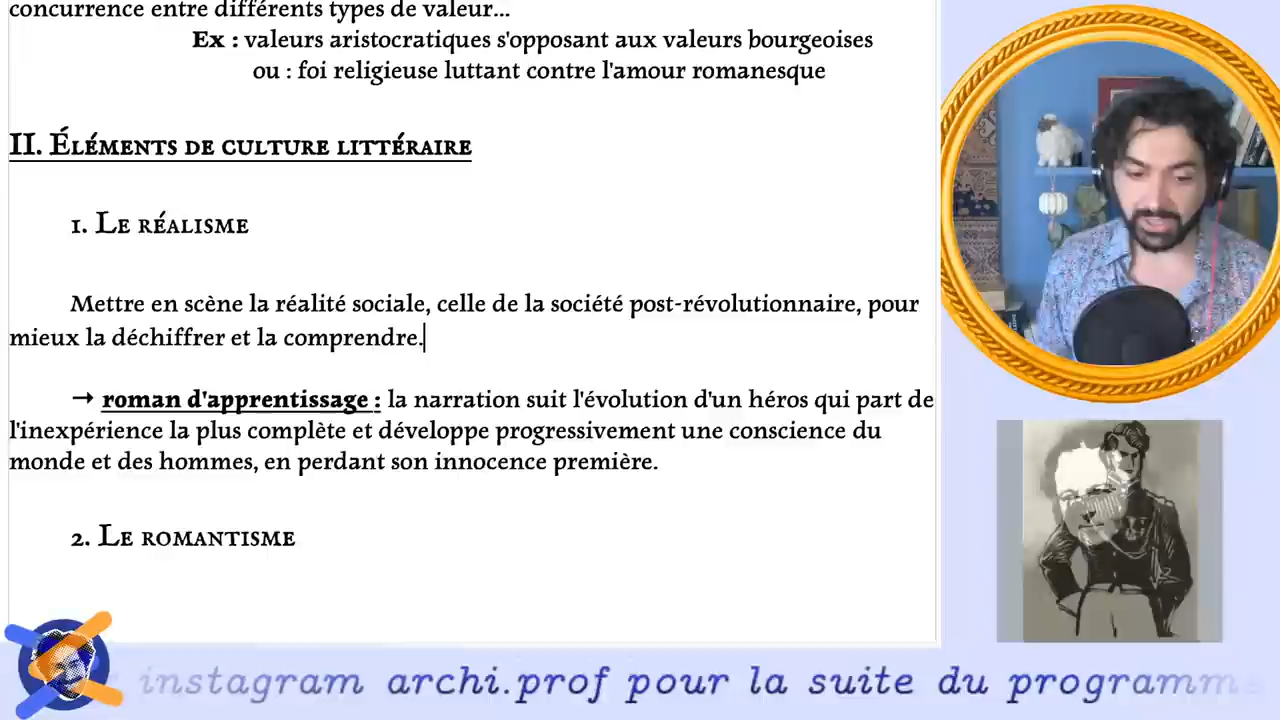 concurrence entre différents types de valeur...
Ex : valeurs aristocratiques s'opposant aux valeurs bourgeoises
ou : foi religieuse luttant contre l'amour romanesque
II. Éléments de culture littéraire
1. Le réalisme
Mettre en scène la réalité sociale, celle de la société post-révolutionnaire, pour
mieux la déchiffrer et la comprendre.
→ roman d'apprentissage : la narration suit l'évolution d'un héros qui part de
l'inexpérience la plus complète et développe progressivement une conscience du
monde et des hommes, en perdant son innocence première.
2. Le romantisme
instagram archi.prof pour la suite du programm